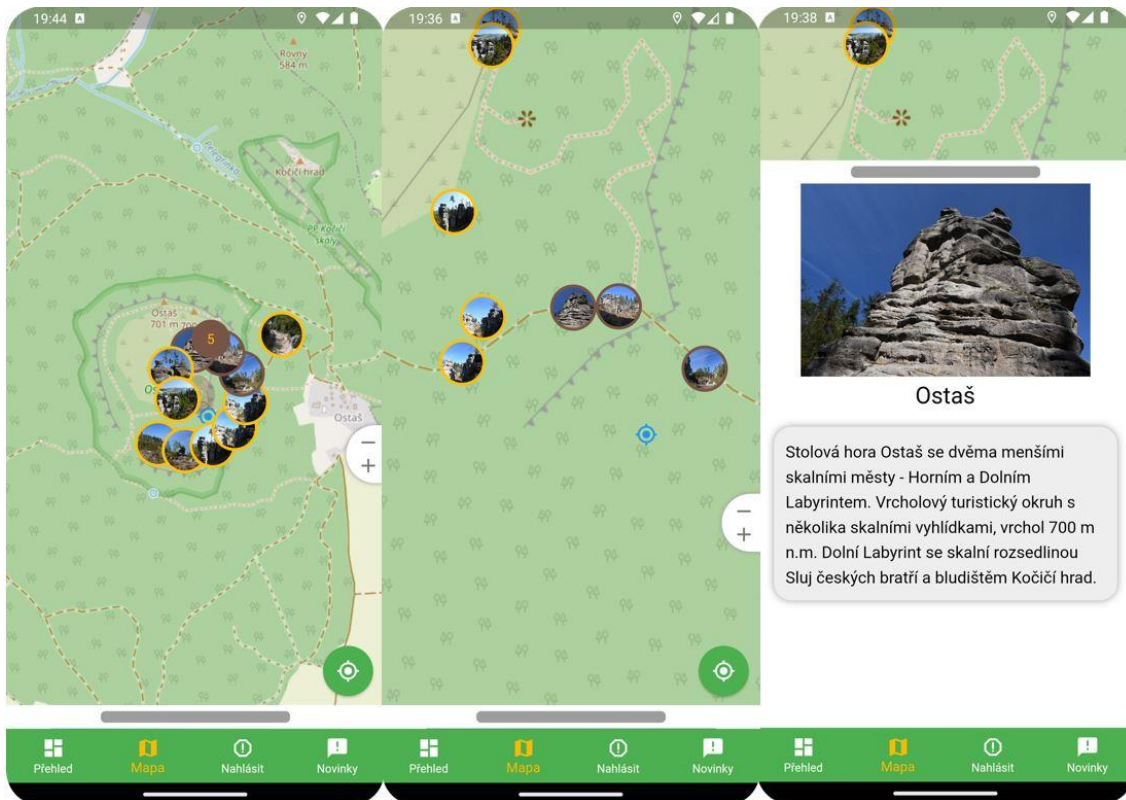 19:44
Rovny
584 m
Kočičí hrad
PP Kočičí
skály
Ostaš
701 m
5
Ostaš
Přehled
Mapa
Nahlásit
Novinky
19:36
Přehled
Mapa
Nahlásit
Novinky
19:38
Ostaš
Stolová hora Ostaš se dvěma menšími
skalními městy - Horním a Dolním
Labyrintem. Vrcholový turistický okruh s
několika skalními vyhlídkami, vrchol 700 m
n.m. Dolní Labyrint se skalní rozsedlinou
Sluj českých bratří a bludištěm Kočičí hrad.
Přehled
Mapa
Nahlásit
Novinky